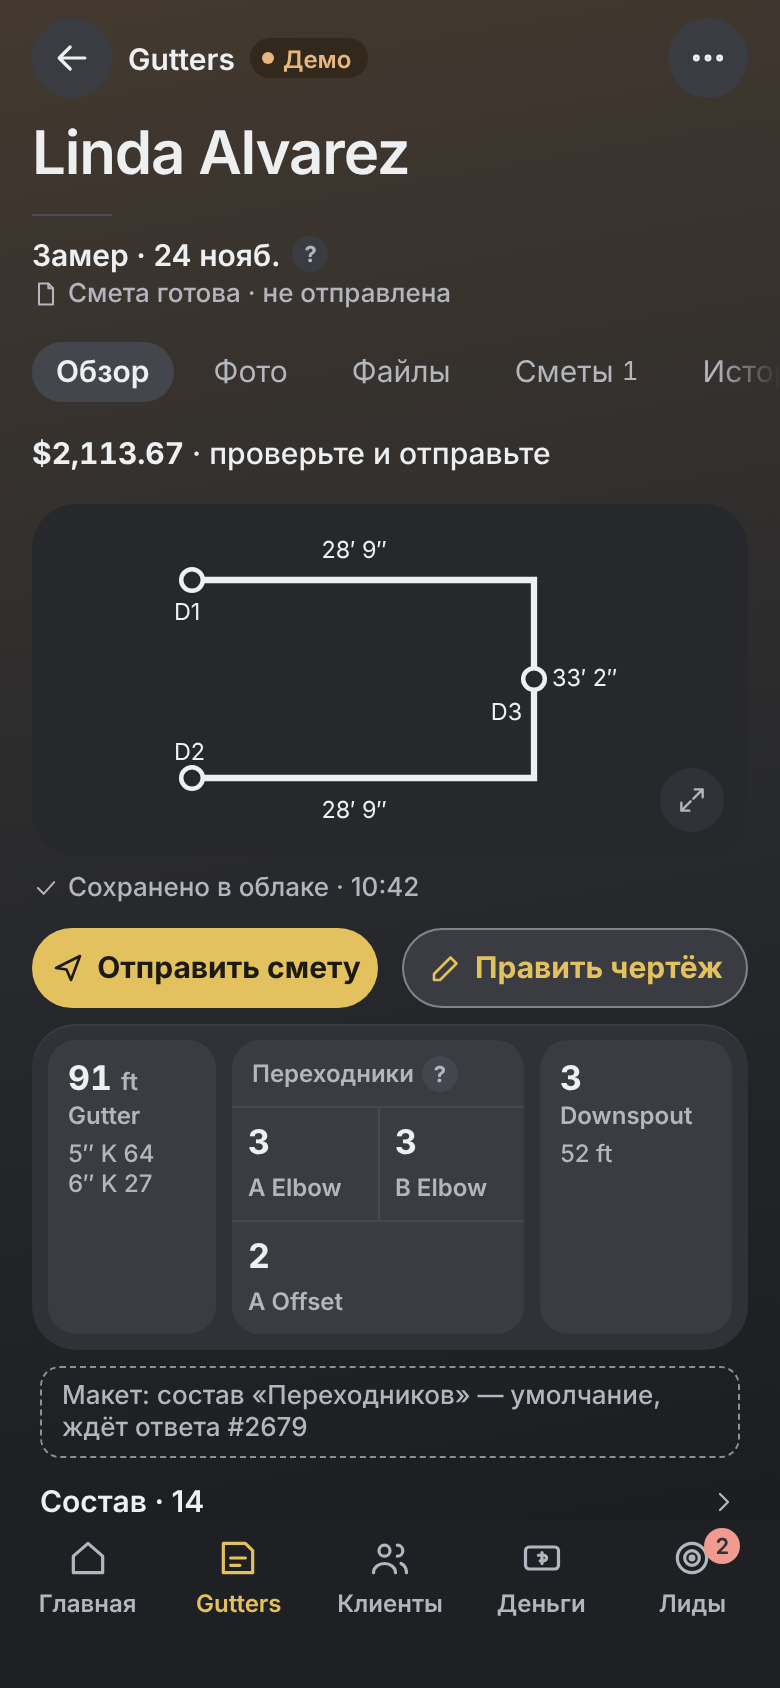 Gutters
Демо
Linda Alvarez
Замер · 24 нояб. ?
Смета готова · не отправлена
Обзор Фото Файлы Сметы 1 Исто
$2,113.67 · проверьте и отправьте
28′ 9″
D1
33′ 2″
D3
D2
28′ 9″
Сохранено в облаке · 10:42
Отправить смету
Править чертёж
91 ft
Gutter
5″ K 64
6″ K 27
Переходники ?
3
A Elbow
3
B Elbow
2
A Offset
3
Downspout
52 ft
Макет: состав «Переходников» — умолчание,
ждёт ответа #2679
Состав · 14
2
Главная Gutters Клиенты Деньги Лиды